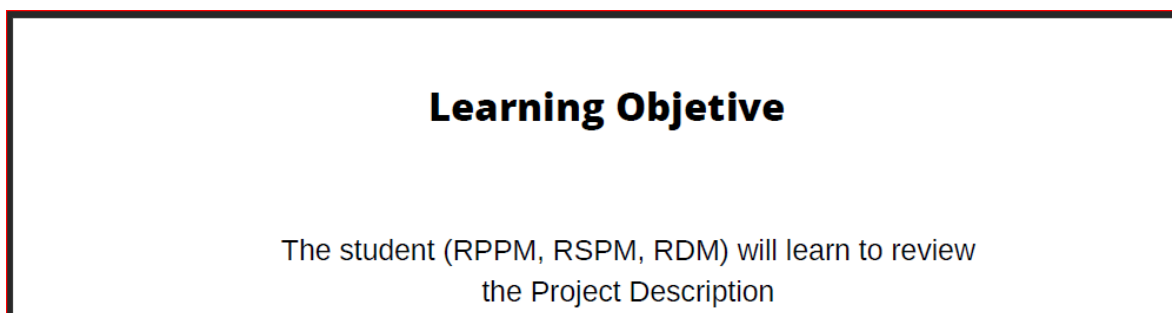 Learning Objetive
The student (RPPM, RSPM, RDM) will learn to review
the Project Description